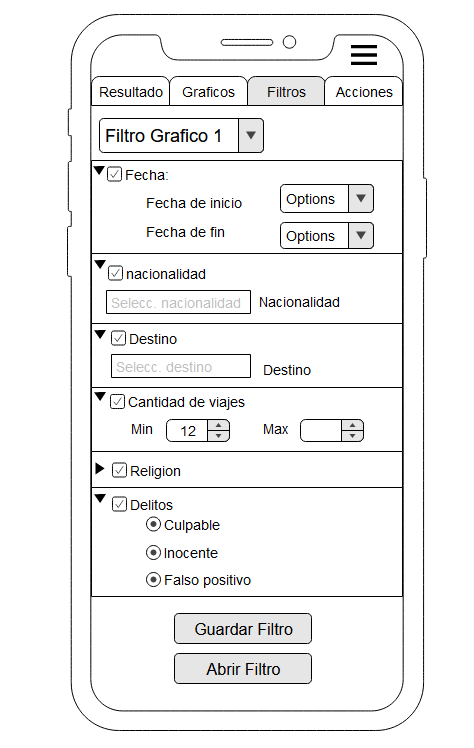 Resultado Graficos Filtros Acciones
Filtro Grafico 1
Fecha:
Fecha de inicio Options
Fecha de fin Options
nacionalidad
Selecc. nacionalidad Nacionalidad
Destino
Selecc. destino Destino
Cantidad de viajes
Min 12 Max
Religion
Delitos
Culpable
Inocente
Falso positivo
Guardar Filtro
Abrir Filtro